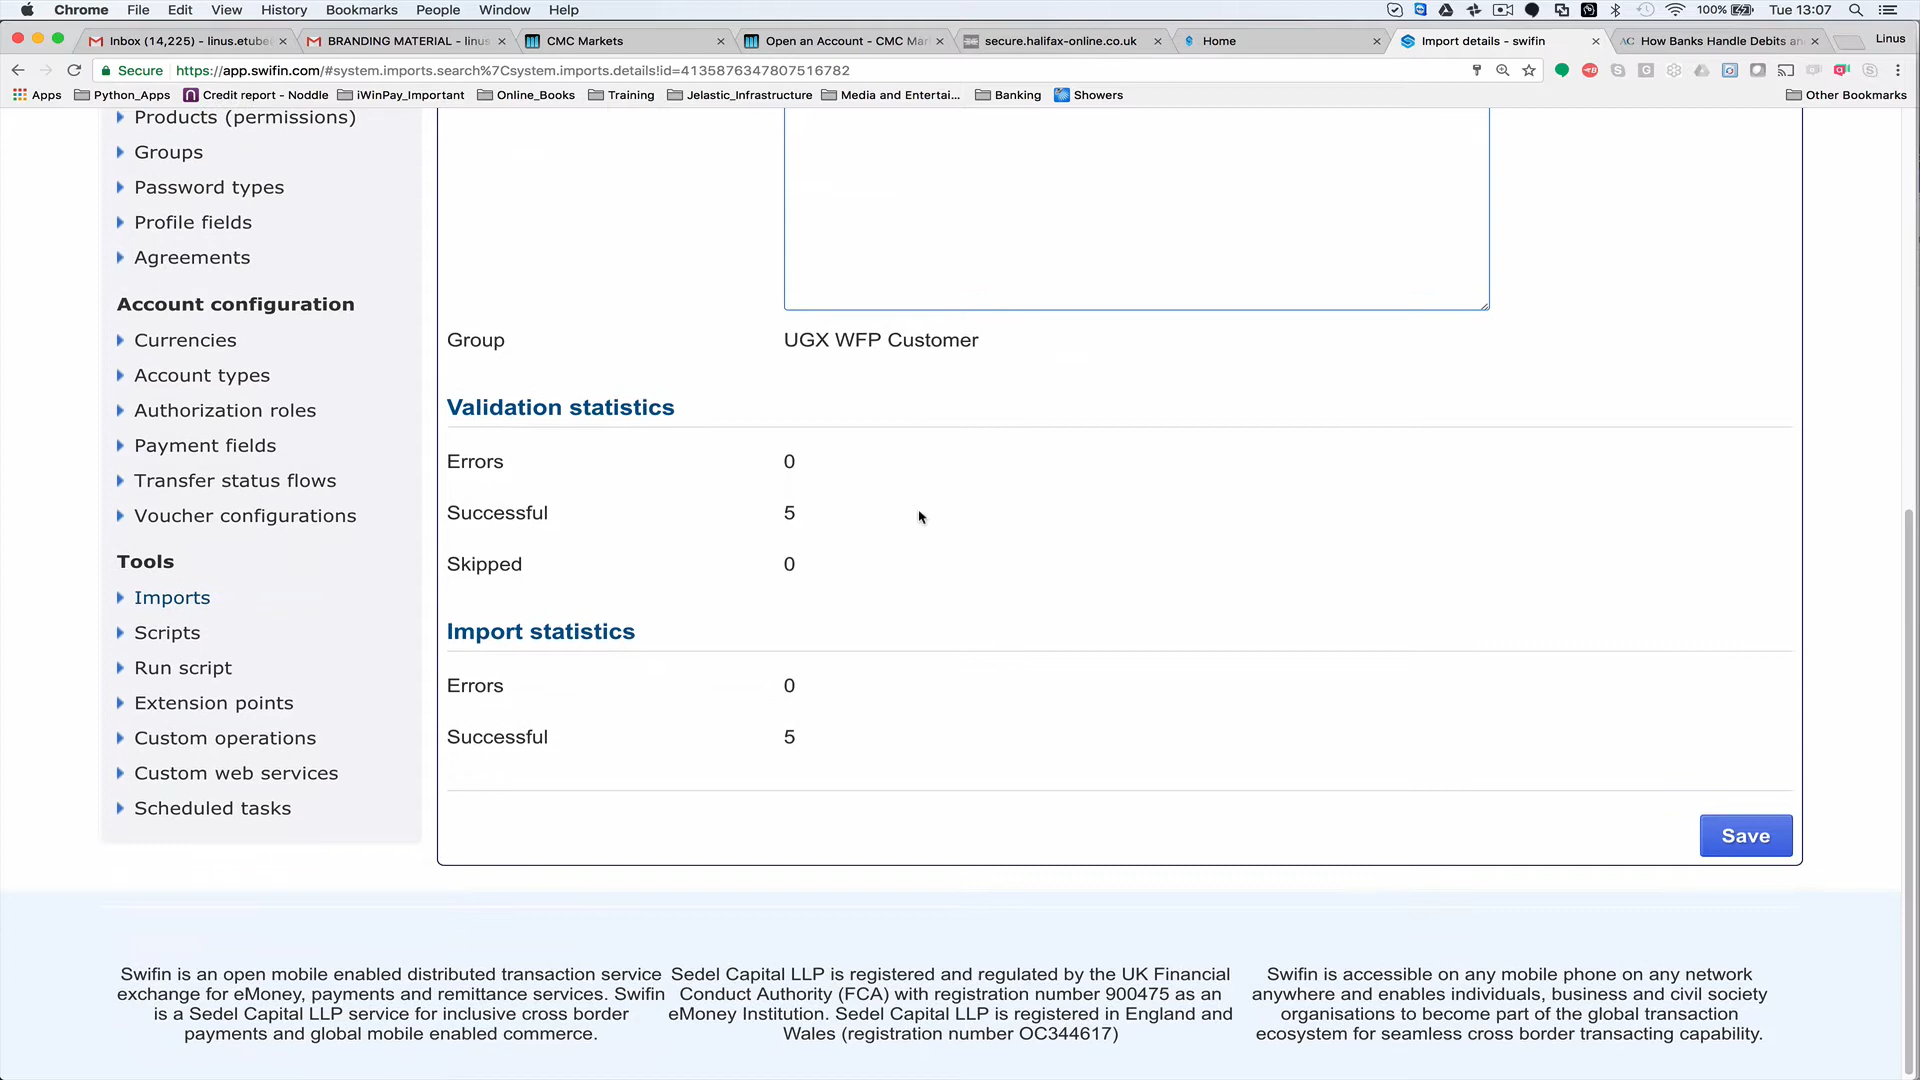 Chrome File Edit View History Bookmarks People Window Help 100% Tue 13:07
Inbox (14,225) - linus.etube
BRANDING MATERIAL - linus
CMC Markets
Open an Account - CMC Mar
secure.halifax-online.co.uk
Home
Import details - swifin
How Banks Handle Debits an
Linus
Secure https://app.swifin.com/#system.imports.search%7Csystem.imports.details!id=4135876347807516782
Apps Python_Apps Credit report - Noddle iWinPay_Important Online_Books Training Jelastic_Infrastructure Media and Entertai... Banking Showers Other Bookmarks
Products (permissions)
Groups
Password types
Profile fields
Agreements
Account configuration
Currencies
Account types
Authorization roles
Payment fields
Transfer status flows
Voucher configurations
Tools
Imports
Scripts
Run script
Extension points
Custom operations
Custom web services
Scheduled tasks
Group UGX WFP Customer
Validation statistics
Errors 0
Successful 5
Skipped 0
Import statistics
Errors 0
Successful 5
Save
Swifin is an open mobile enabled distributed transaction service
exchange for eMoney, payments and remittance services. Swifin
is a Sedel Capital LLP service for inclusive cross border
payments and global mobile enabled commerce.
Sedel Capital LLP is registered and regulated by the UK Financial
Conduct Authority (FCA) with registration number 900475 as an
eMoney Institution. Sedel Capital LLP is registered in England and
Wales (registration number OC344617)
Swifin is accessible on any mobile phone on any network
anywhere and enables individuals, business and civil society
organisations to become part of the global transaction
ecosystem for seamless cross border transacting capability.